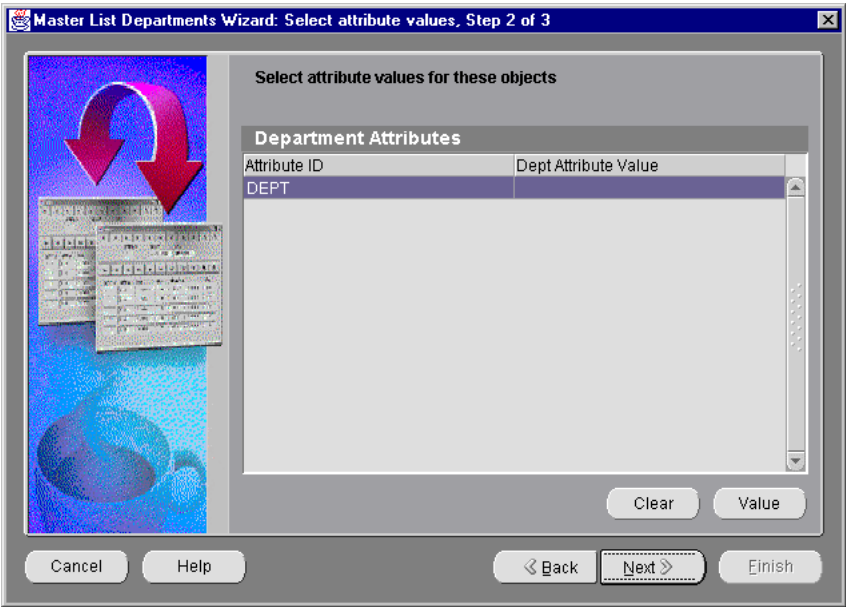 Master List Departments Wizard: Select attribute values, Step 2 of 3
Select attribute values for these objects
Department Attributes
Attribute ID Dept Attribute Value
DEPT
Clear Value
Cancel Help Back Next Finish